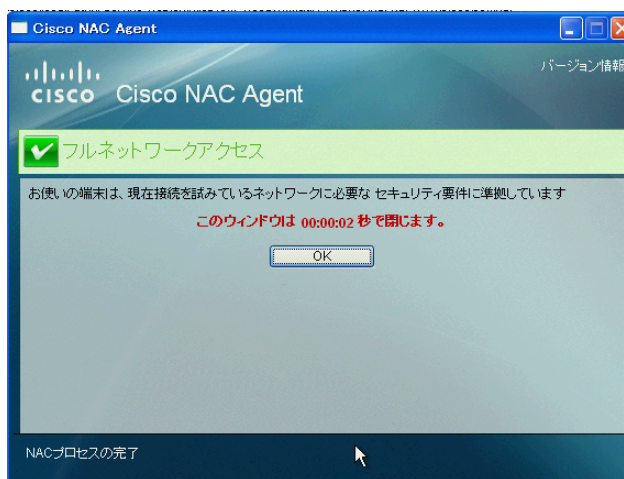 Cisco NAC Agent
バージョン情報
CISCO Cisco NAC Agent
フルネットワークアクセス
お使いの端末は、現在接続を試みているネットワークに必要な セキュリティ要件に準拠しています
このウィンドウは 00:00:02 秒で閉じます。
OK
NACプロセスの完了